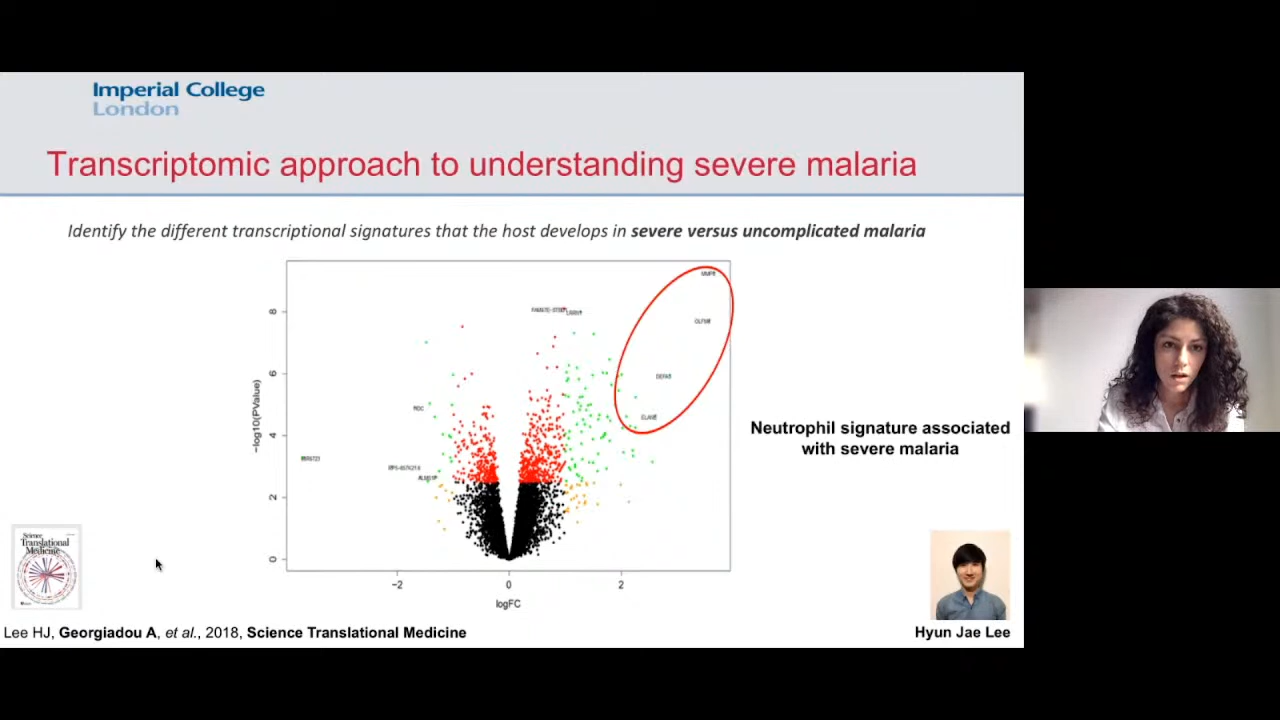 Imperial College
London
Transcriptomic approach to understanding severe malaria
Identify the different transcriptional signatures that the host develops in severe versus uncomplicated malaria
MMP8
OLFM4
DEFA3
ELANE
8
6
4
2
0
-log10(PValue)
-2
0
2
logFC
Neutrophil signature associated
with severe malaria
Science
Translational
Medicine
Lee HJ, Georgiadou A, et al., 2018, Science Translational Medicine
Hyun Jae Lee